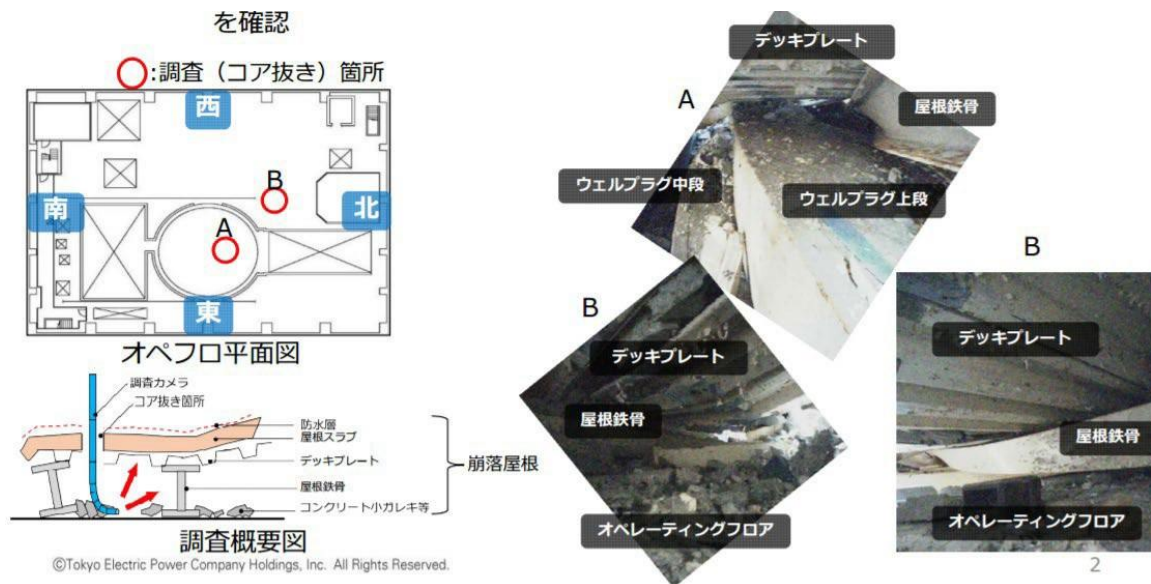 を確認
○:調査（コア抜き）箇所
西
南
北
B
A
東
オペフロ平面図
調査カメラ
コア抜き箇所
防水層
屋根スラブ
デッキプレート
屋根鉄骨
コンクリート小ガレキ等
崩落屋根
調査概要図
©Tokyo Electric Power Company Holdings, Inc. All Rights Reserved.
デッキプレート
A
屋根鉄骨
ウェルプラグ中段
ウェルプラグ上段
B
デッキプレート
屋根鉄骨
オペレーティングフロア
B
デッキプレート
屋根鉄骨
オペレーティングフロア
2